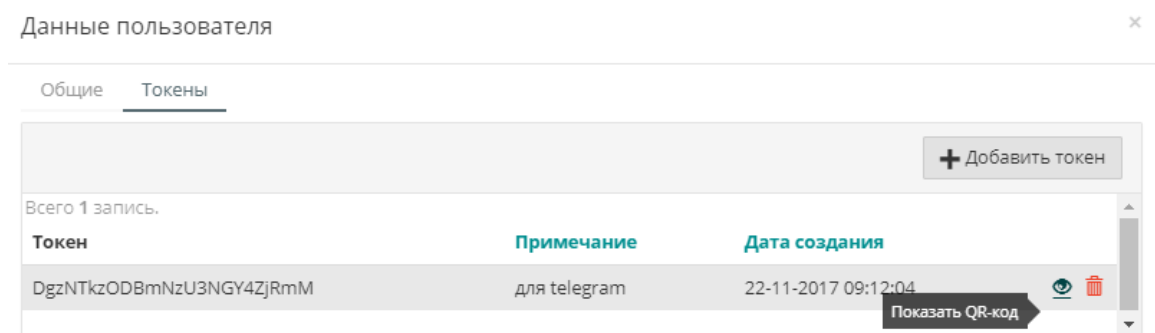 Данные пользователя ×
Общие Токены
Добавить токен
Всего 1 запись.
Токен Примечание Дата создания
DgzNTkzODBmNzU3NGY4ZjRmM для telegram 22-11-2017 09:12:04
Показать QR-код